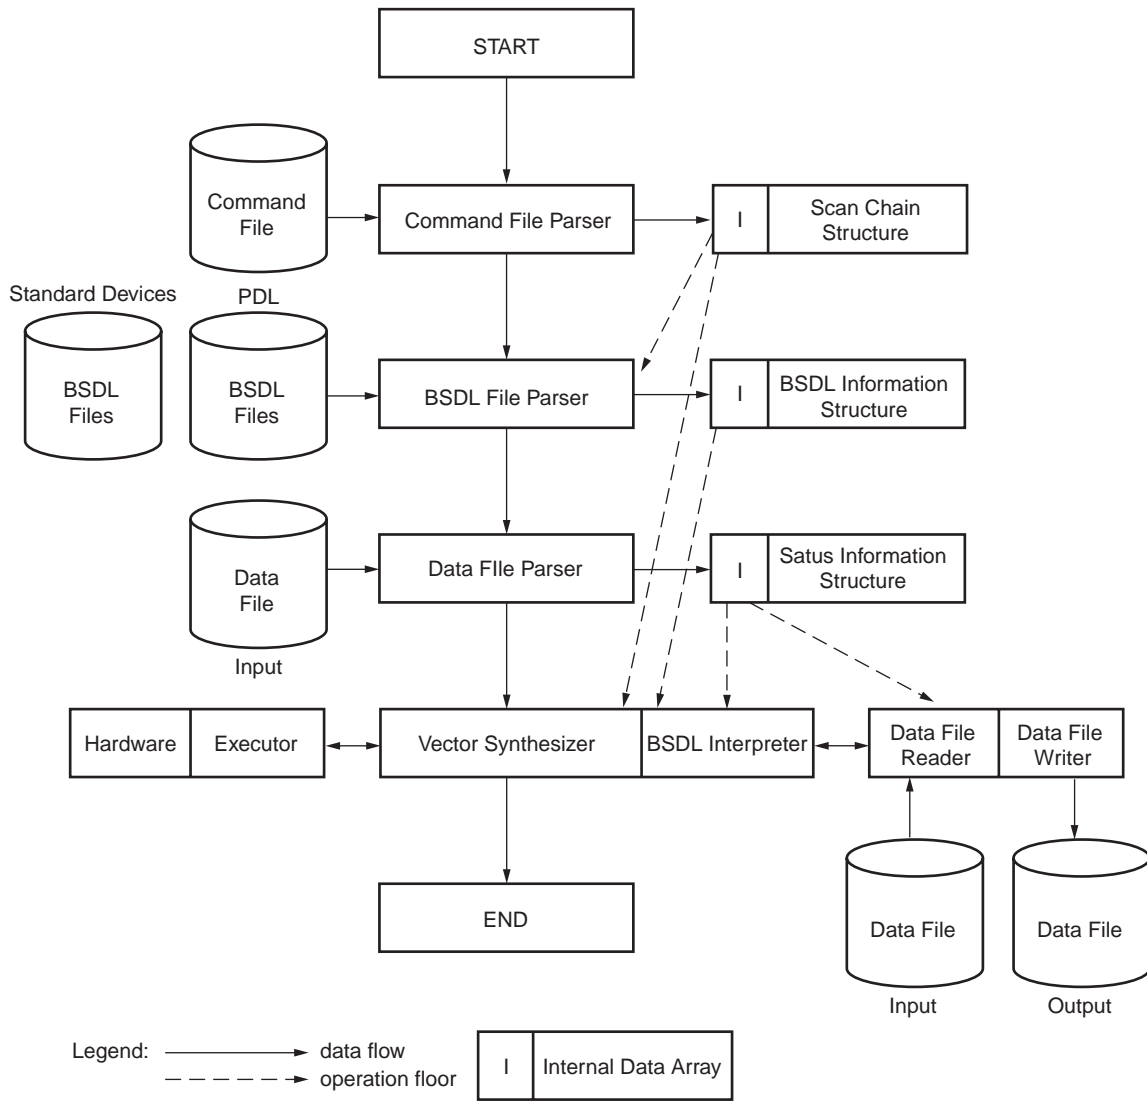 START
Command
File
Command File Parser
I
Scan Chain
Structure
Standard Devices
PDL
BSDL
Files
BSDL
Files
BSDL File Parser
I
BSDL Information
Structure
Data
File
Input
Data FIle Parser
I
Satus Information
Structure
Hardware
Executor
Vector Synthesizer
BSDL Interpreter
Data File
Reader
Data File
Writer
END
Data File
Input
Data File
Output
Legend:
data flow
operation floor
I
Internal Data Array